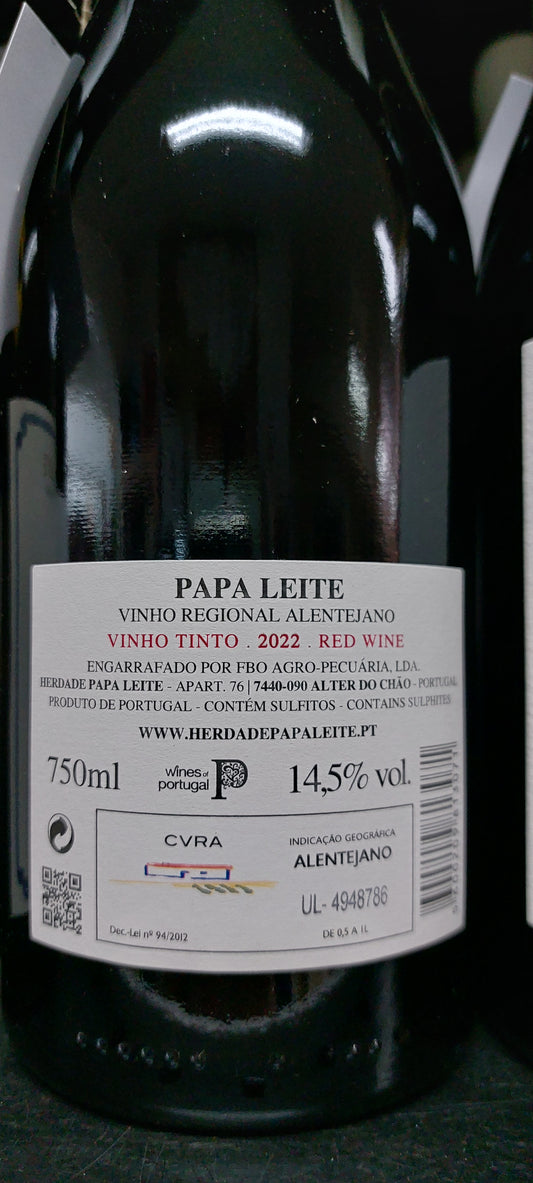 PAPA LEITE
VINHO REGIONAL ALENTEJANO
VINHO TINTO . 2022 . RED WINE
ENGARRAFADO POR FBO AGRO-PECUÁRIA, LDA.
HERDADE PAPA LEITE - APART. 76 | 7440-090 ALTER DO CHÃO - PORTUGAL
PRODUTO DE PORTUGAL - CONTÉM SULFITOS - CONTAINS SULPHITES
WWW.HERDADEPAPALEITE.PT
750ml
wines of
portugal
14,5% vol.
CVRA
INDICAÇÃO GEOGRÁFICA
ALENTEJANO
UL- 4948786
Dec.-Lei nº 94/2012
DE 0,5 A 1L